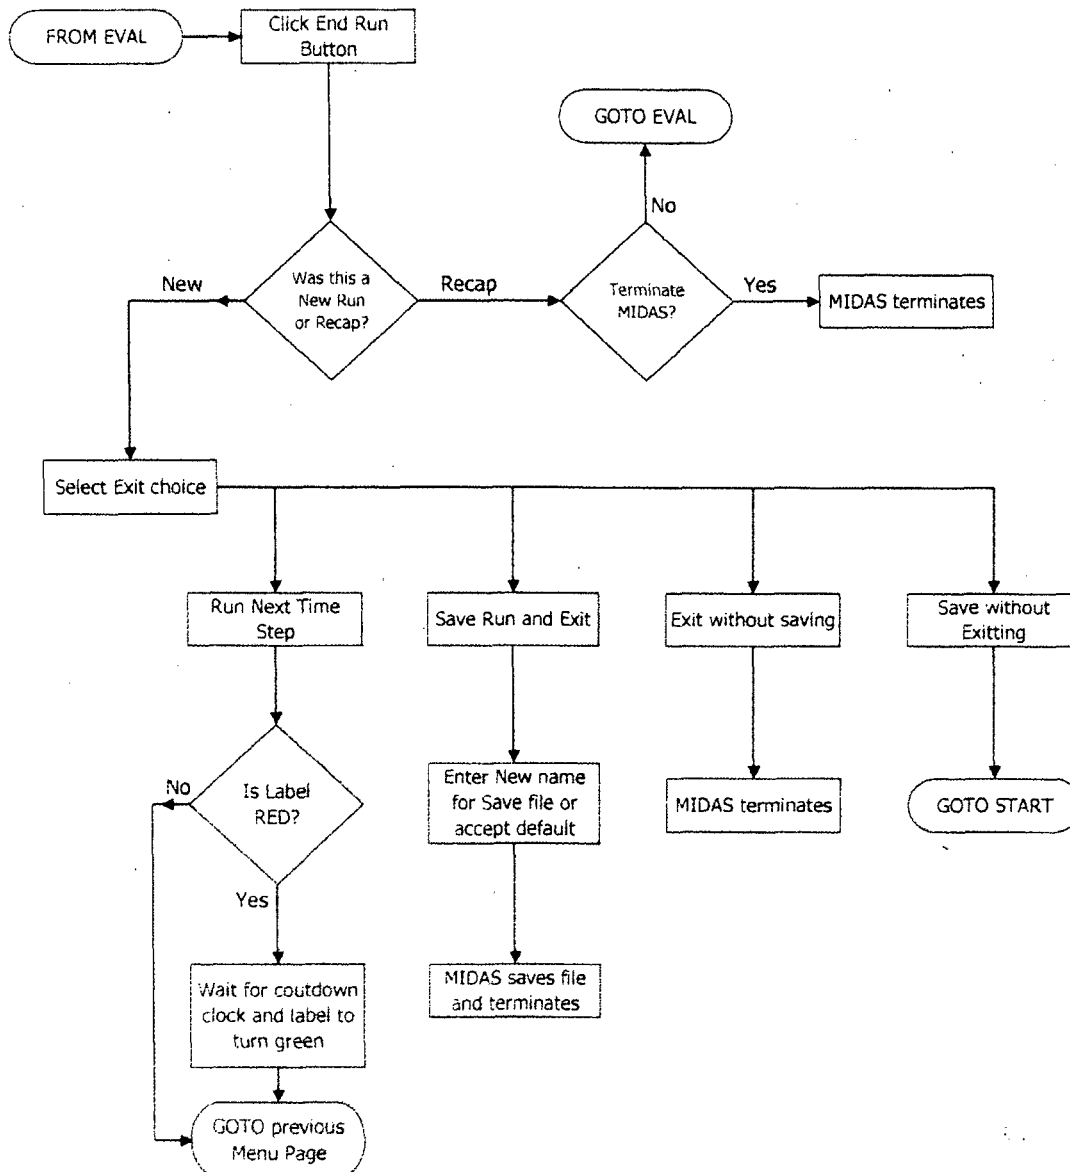 FROM EVAL
Click End Run
Button
GOTO EVAL
No
Was this a
New Run
or Recap?
New
Recap
Terminate
MIDAS?
Yes
MIDAS terminates
Select Exit choice
Run Next Time
Step
Save Run and Exit
Exit without saving
Save without
Exitting
No
Is Label
RED?
Yes
Enter New name
for Save file or
accept default
MIDAS terminates
GOTO START
Wait for coutdown
clock and label to
turn green
MIDAS saves file
and terminates
GOTO previous
Menu Page